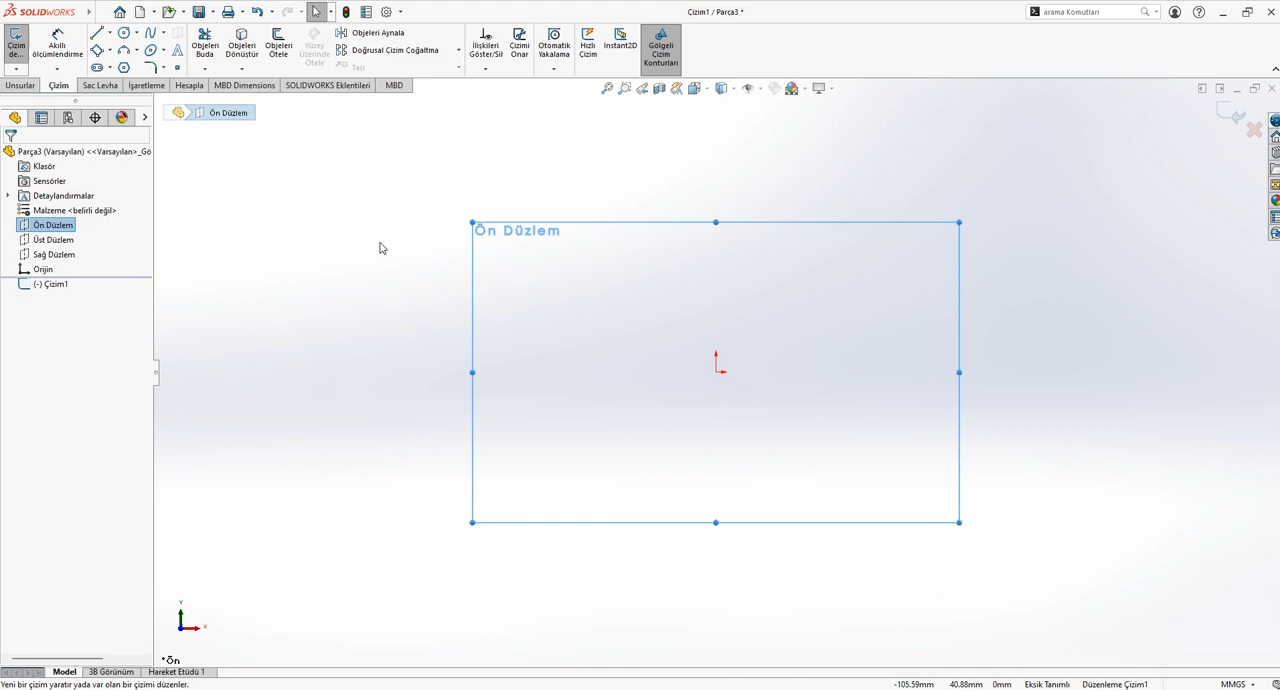 SOLIDWORKS
Çizim1 / Parça3 *
arama Komutları
Çizim
de...
Akıllı
ölçümlendirme
Objeleri
Buda
Objeleri
Dönüştür
Objeleri
Ötele
Yüzey
Üzerinde
Ötele
Objeleri Aynala
Doğrusal Çizim Çoğaltma
Taşı
İlişkileri
Göster/Sil
Çizimi
Onar
Otomatik
Yakalama
Hızlı
Çizim
Instant2D
Gölgeli
Çizim
Konturları
Unsurlar
Çizim
Sac Levha
İşaretleme
Hesapla
MBD Dimensions
SOLIDWORKS Eklentileri
MBD
Ön Düzlem
Parça3 (Varsayılan) <<Varsayılan>_Gö
Klasör
Sensörler
Detaylandırmalar
Malzeme <belirli değil>
Ön Düzlem
Üst Düzlem
Sağ Düzlem
Orijin
(-) Çizim1
Ön Düzlem
Y
X
*Ön
Model
3B Görünüm
Hareket Etüdü 1
Yeni bir çizim yaratır yada var olan bir çizimi düzenler.
-105.59mm
40.88mm
0mm
Eksik Tanımlı
Düzenleme Çizim1
MMGS